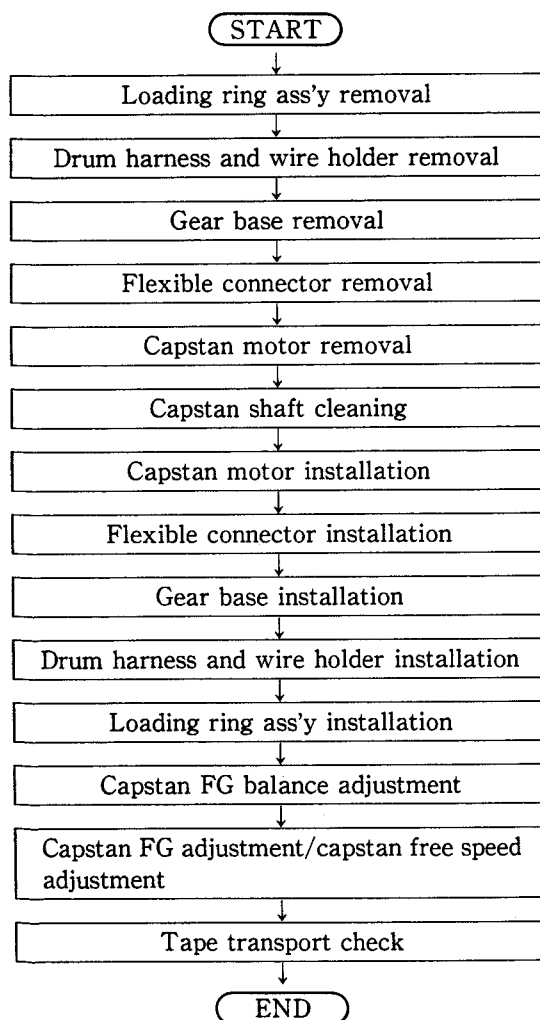 START
Loading ring ass'y removal
Drum harness and wire holder removal
Gear base removal
Flexible connector removal
Capstan motor removal
Capstan shaft cleaning
Capstan motor installation
Flexible connector installation
Gear base installation
Drum harness and wire holder installation
Loading ring ass'y installation
Capstan FG balance adjustment
Capstan FG adjustment/capstan free speed
adjustment
Tape transport check
END